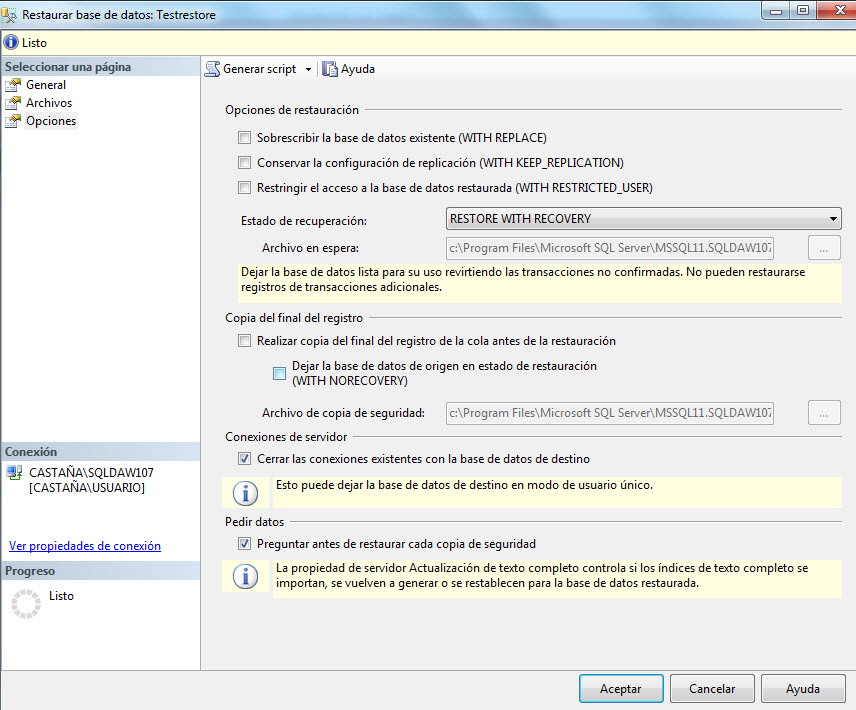 Restaurar base de datos: Testrestore
Listo
Seleccionar una página
General
Archivos
Opciones
Generar script
Ayuda
Opciones de restauración
Sobrescribir la base de datos existente (WITH REPLACE)
Conservar la configuración de replicación (WITH KEEP_REPLICATION)
Restringir el acceso a la base de datos restaurada (WITH RESTRICTED_USER)
Estado de recuperación:
RESTORE WITH RECOVERY
Archivo en espera:
c:\Program Files\Microsoft SQL Server\MSSQL11.SQLDAW107
...
Dejar la base de datos lista para su uso revirtiendo las transacciones no confirmadas. No pueden restaurarse
registros de transacciones adicionales.
Copia del final del registro
Realizar copia del final del registro de la cola antes de la restauración
Dejar la base de datos de origen en estado de restauración
(WITH NORECOVERY)
Archivo de copia de seguridad:
c:\Program Files\Microsoft SQL Server\MSSQL11.SQLDAW107
...
Conexiones de servidor
Cerrar las conexiones existentes con la base de datos de destino
Esto puede dejar la base de datos de destino en modo de usuario único.
Pedir datos
Preguntar antes de restaurar cada copia de seguridad
La propiedad de servidor Actualización de texto completo controla si los índices de texto completo se
importan, se vuelven a generar o se restablecen para la base de datos restaurada.
Conexión
CASTAÑA\SQLDAW107
[CASTAÑA\USUARIO]
Ver propiedades de conexión
Progreso
Listo
Aceptar
Cancelar
Ayuda